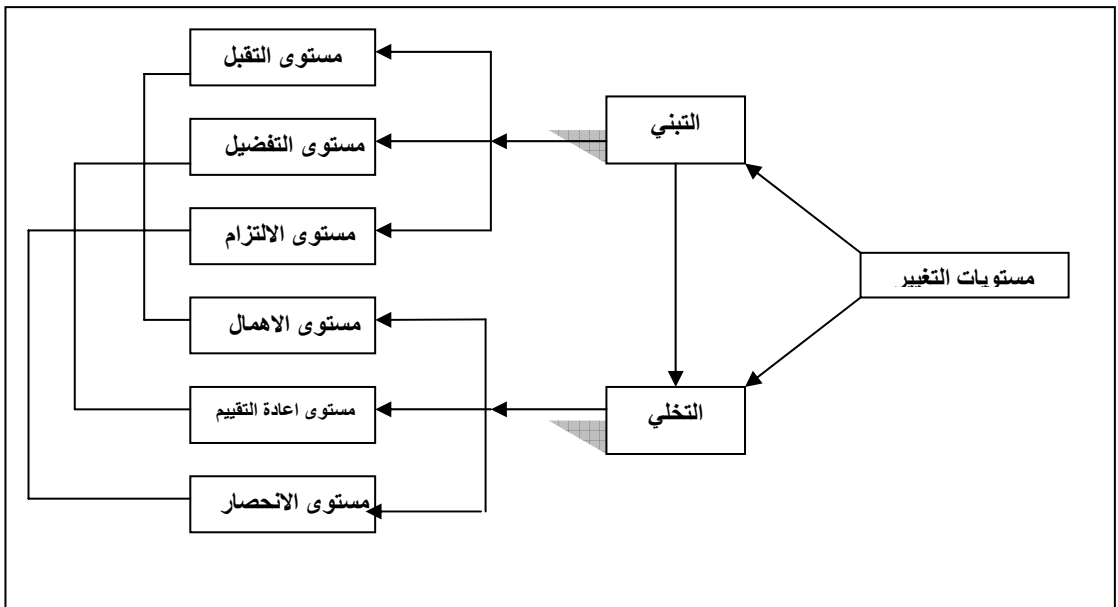 مستويات التغيير
التبني
مستوى التقبل
مستوى التفضيل
مستوى الالتزام
التخلي
مستوى الاهمال
مستوى اعادة التقييم
مستوى الانحصار